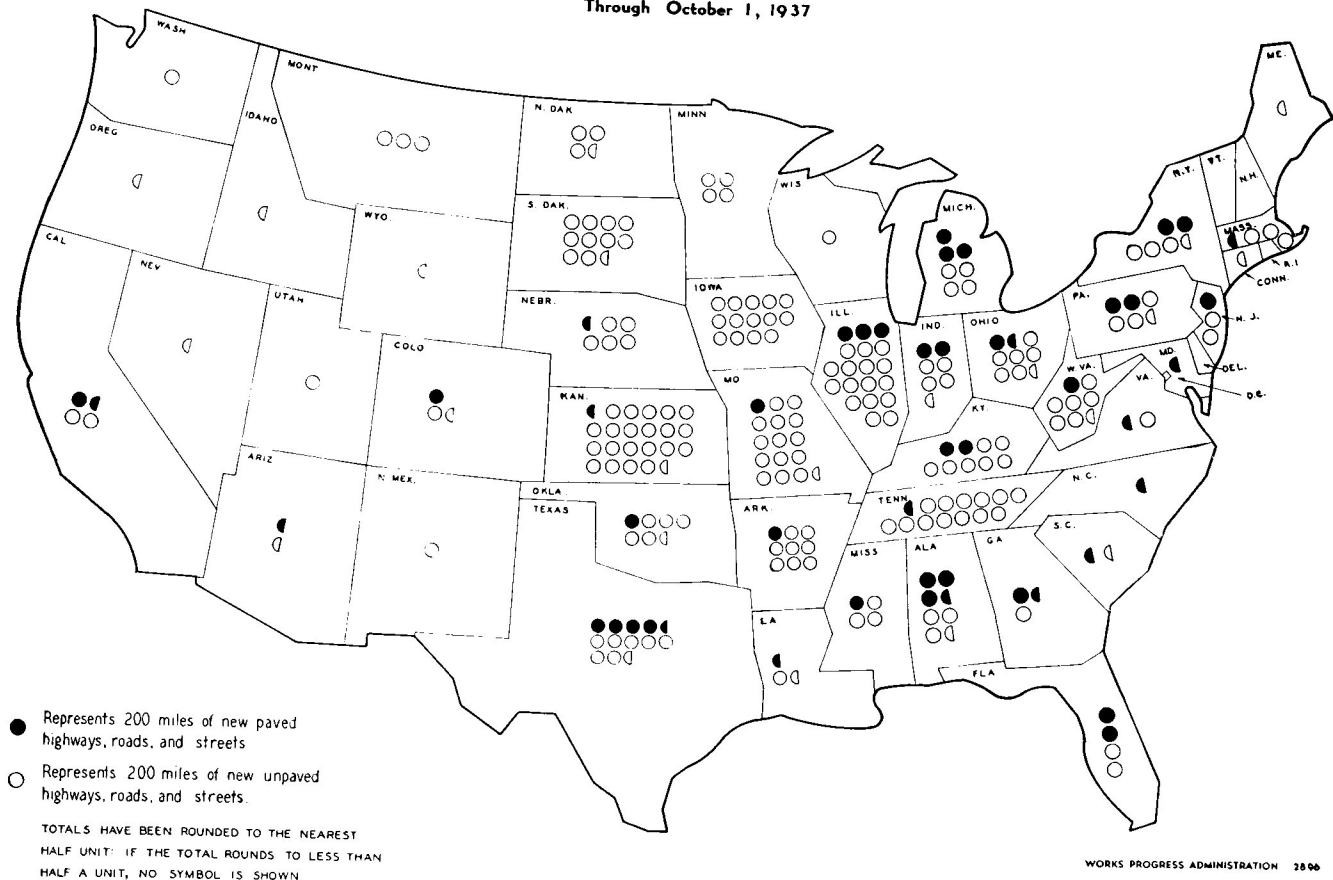 Through October 1, 1937
WASH
MONT
ME.
N. DAK
MINN
OREG
IDAHO
N.Y.
VT.
N.H.
WIS
S. DAK.
MICH.
WYO.
CAL
MASS.
NEV
R.I
CONN.
UTAH
IOWA
NEBR.
PA.
ILL.
IND.
OHIO
N. J.
COLO
MD.
DEL.
W. VA.
VA.
MO
D.C.
KAN.
KY.
ARIZ
N MEX.
OKLA
TENN.
N.C.
TEXAS
ARK.
S.C.
MISS
ALA
GA
LA
FLA
Represents 200 miles of new paved
highways, roads, and streets
Represents 200 miles of new unpaved
highways, roads, and streets.
TOTALS HAVE BEEN ROUNDED TO THE NEAREST
HALF UNIT: IF THE TOTAL ROUNDS TO LESS THAN
HALF A UNIT, NO SYMBOL IS SHOWN
WORKS PROGRESS ADMINISTRATION 2896